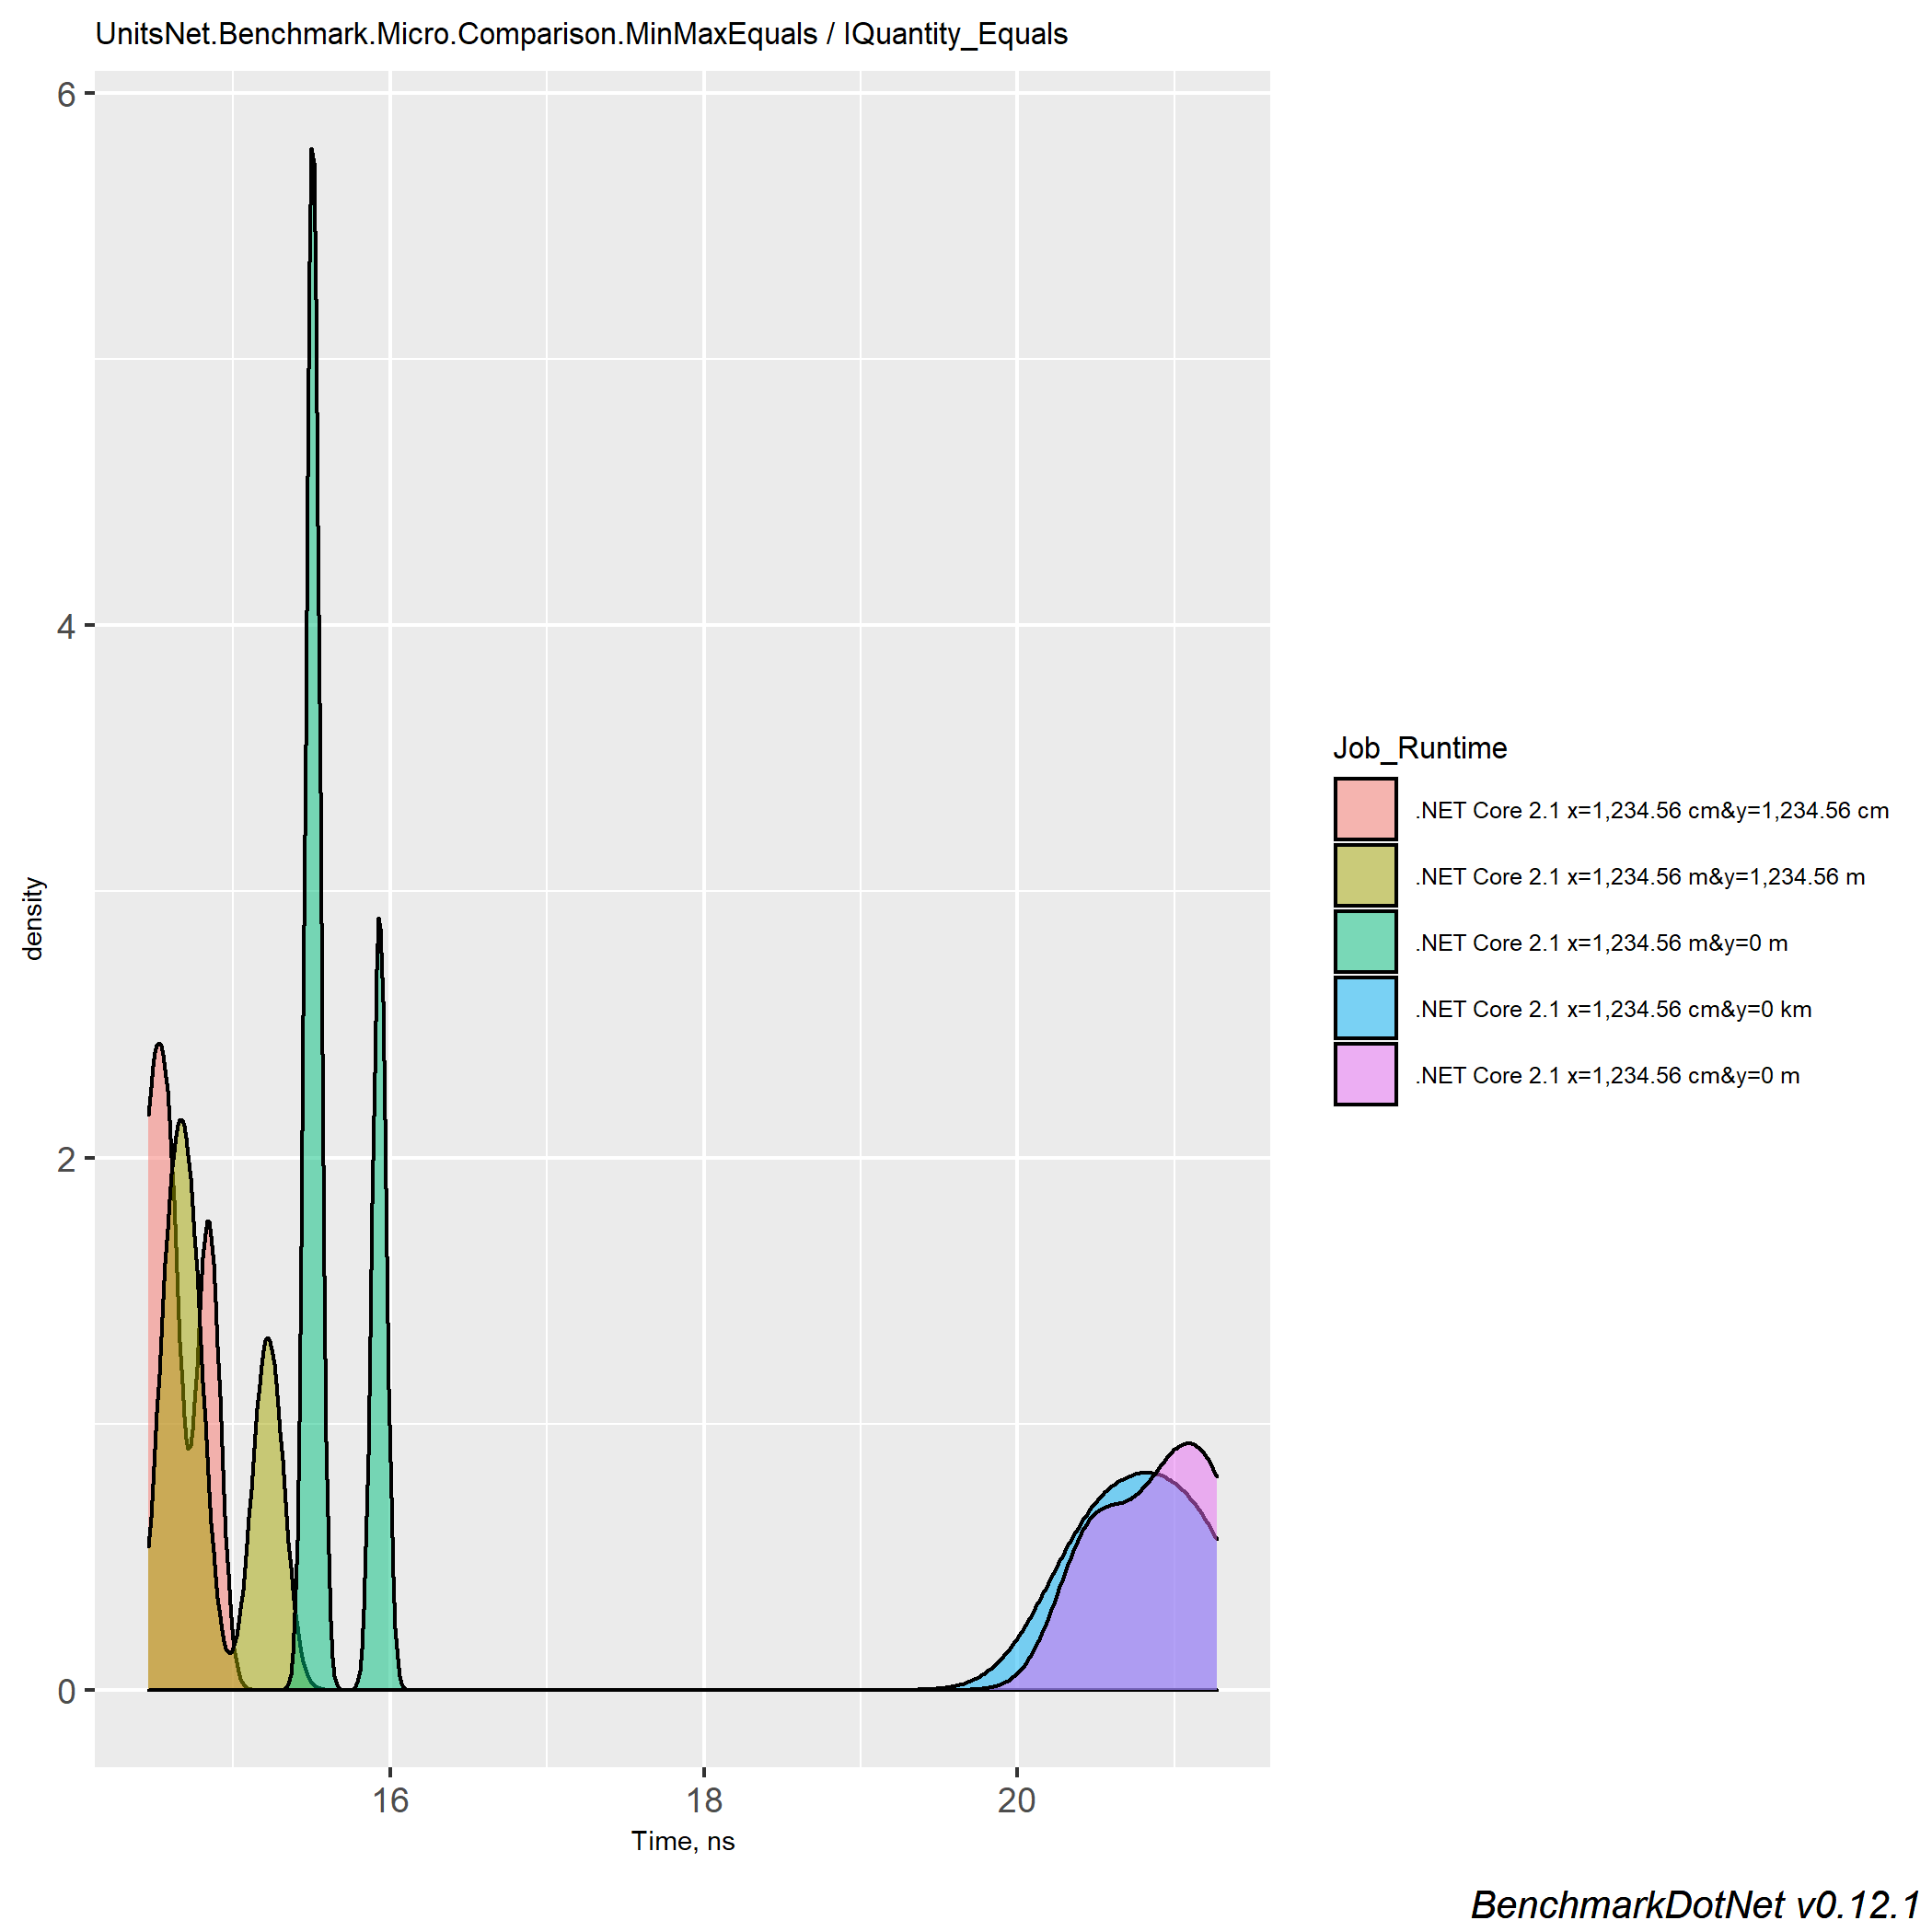 UnitsNet.Benchmark.Micro.Comparison.MinMaxEquals / IQuantity_Equals
6
4
2
0
density
16 18 20
Time, ns
Job_Runtime
.NET Core 2.1 x=1,234.56 cm&y=1,234.56 cm
.NET Core 2.1 x=1,234.56 m&y=1,234.56 m
.NET Core 2.1 x=1,234.56 m&y=0 m
.NET Core 2.1 x=1,234.56 cm&y=0 km
.NET Core 2.1 x=1,234.56 cm&y=0 m
BenchmarkDotNet v0.12.1